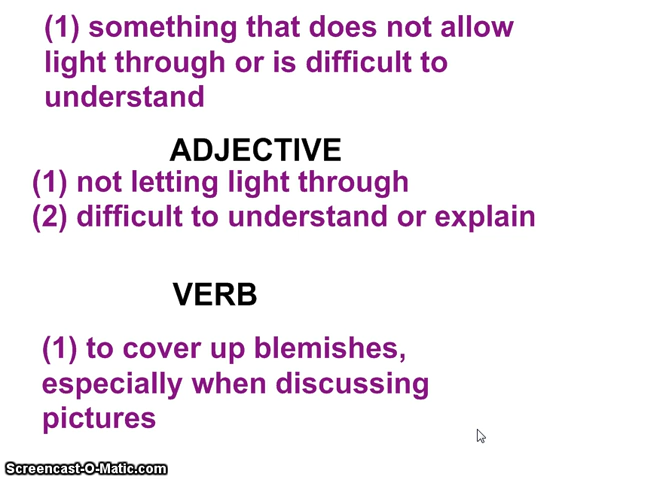 (1) something that does not allow
light through or is difficult to
understand
ADJECTIVE
(1) not letting light through
(2) difficult to understand or explain
VERB
(1) to cover up blemishes,
especially when discussing
pictures
Screencast-O-Matic.com